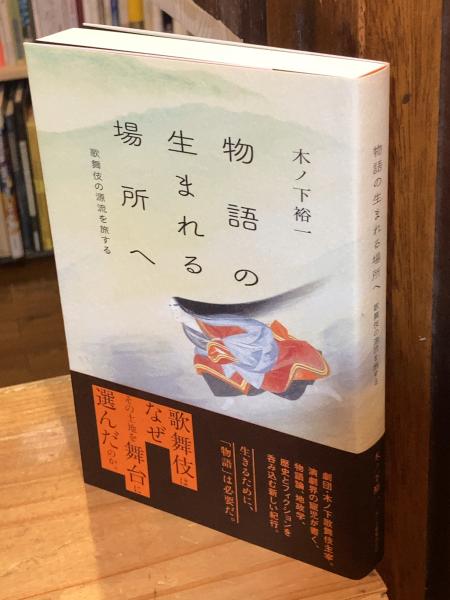 木ノ下裕一
物語の
生まれる
場所へ
歌舞伎の源流を旅する
劇団・木ノ下歌舞伎主宰、
演劇界の寵児が書く、
物語論、地政学、
歴史とフィクションを
呑み込む新しい紀行。
生きるために、
「物語」は必要だ。
歌舞伎は
なぜ
その土地を舞台に
選んだのか
物語の生まれる場所へ 歌舞伎の源流を旅する
木ノ下